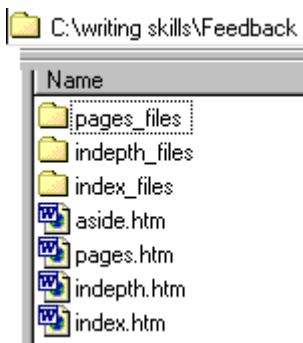 C:\writing skills\Feedback
Name
pages_files
indepth_files
index_files
aside.htm
pages.htm
indepth.htm
index.htm